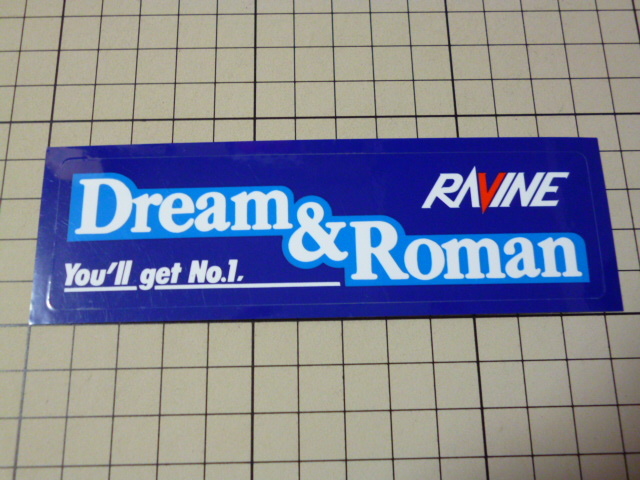 RAVINE
Dream
&
Roman
You'll get No.1.